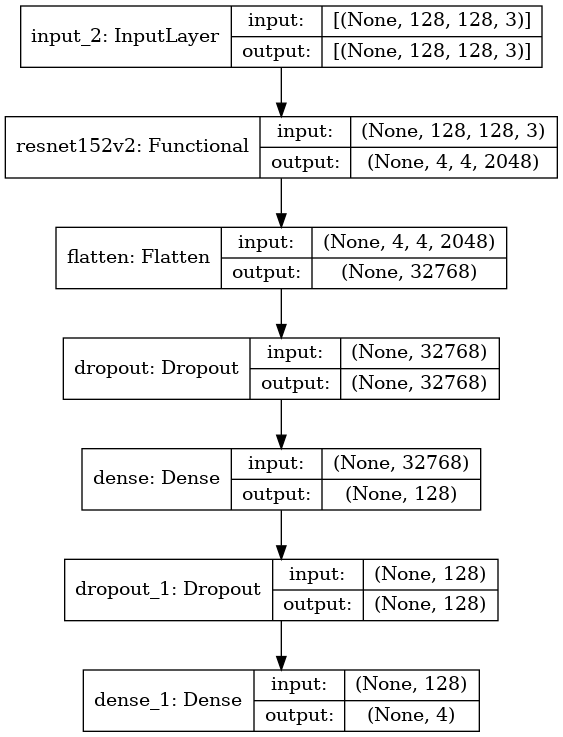 input_2: InputLayer
input:
[(None, 128, 128, 3)]
output:
[(None, 128, 128, 3)]
resnet152v2: Functional
input:
(None, 128, 128, 3)
output:
(None, 4, 4, 2048)
flatten: Flatten
input:
(None, 4, 4, 2048)
output:
(None, 32768)
dropout: Dropout
input:
(None, 32768)
output:
(None, 32768)
dense: Dense
input:
(None, 32768)
output:
(None, 128)
dropout_1: Dropout
input:
(None, 128)
output:
(None, 128)
dense_1: Dense
input:
(None, 128)
output:
(None, 4)